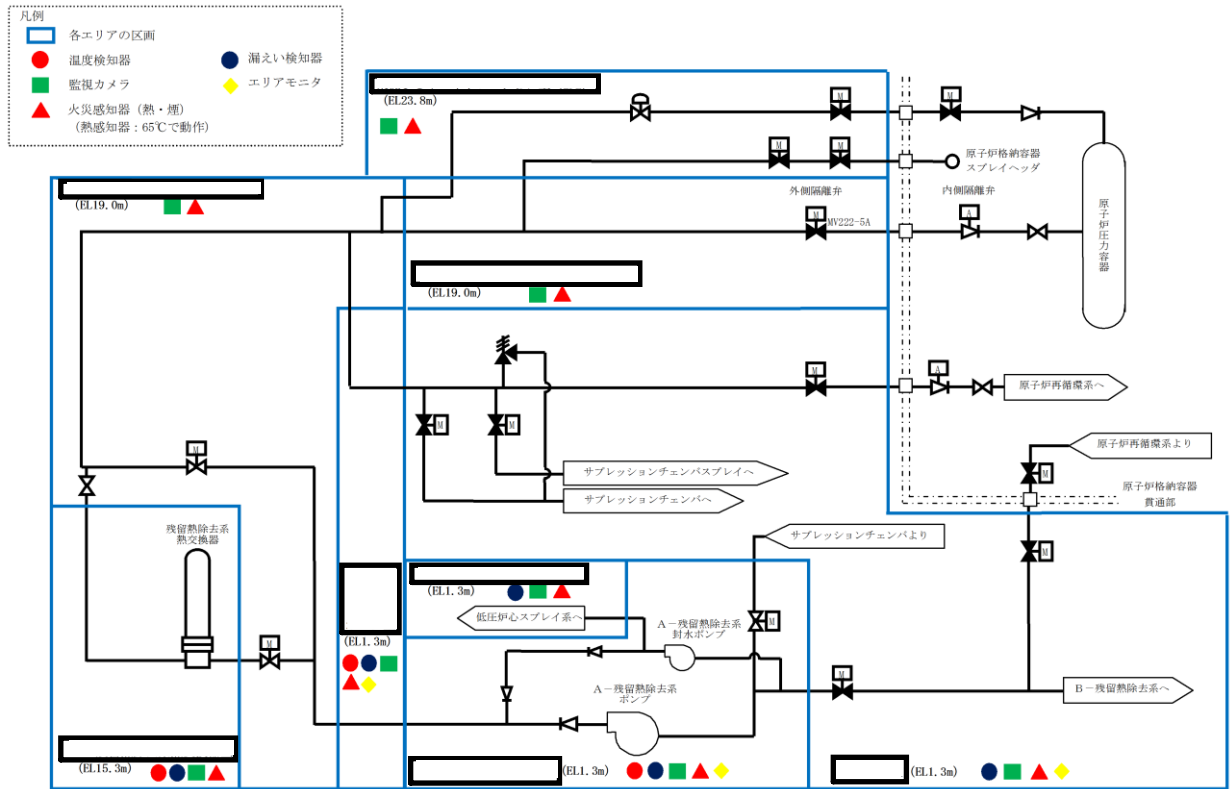 凡例
各エリアの区画
温度検知器
漏えい検知器
監視カメラ
エリアモニタ
火災感知器（熱・煙）
（熱感知器：65℃で動作）
(EL23.8m)
M
M
M
M
原子炉格納容器
スプレイヘッダ
(EL19.0m)
外側隔離弁
内側隔離弁
M
MV222-5A
A
原子炉圧力容器
(EL19.0m)
M
A
原子炉再循環系へ
M
M
原子炉再循環系より
M
サプレッションチェンバスプレイへ
サプレッションチェンバへ
M
原子炉格納容器
貫通部
残留熱除去系
熱交換器
サプレッションチェンバより
M
(EL1.3m)
低圧炉心スプレイ系へ
A－残留熱除去系
封水ポンプ
M
(EL1.3m)
M
M
A－残留熱除去系
ポンプ
B－残留熱除去系へ
(EL15.3m)
(EL1.3m)
(EL1.3m)